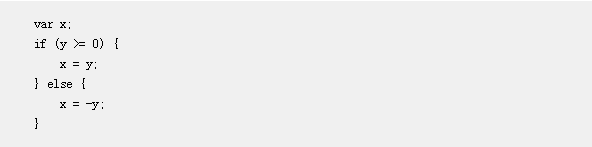 var x;
if (y >= 0) {
    x = y;
} else {
    x = -y;
}